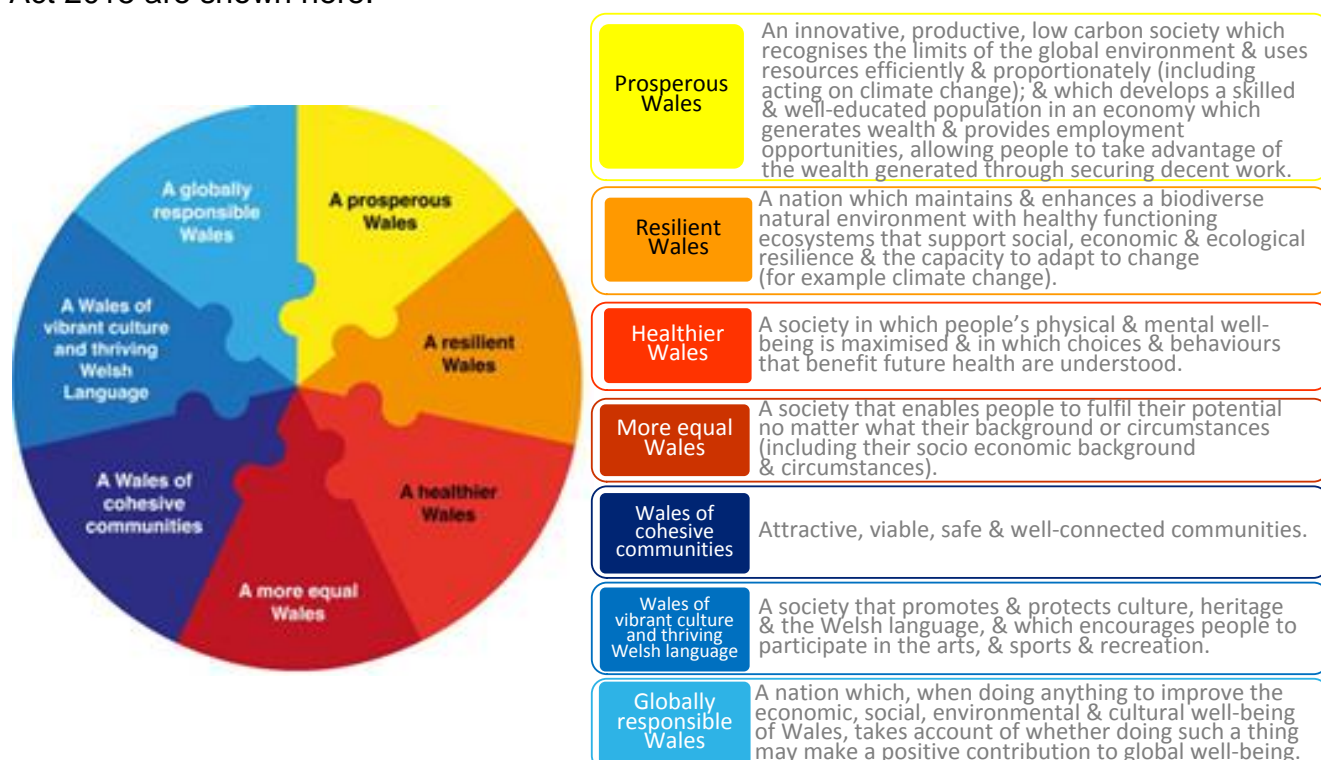 Act 2015 are shown here:
A globally
responsible
Wales
A prosperous
Wales
A Wales of
vibrant culture
and thriving
Welsh
Language
A resilient
Wales
A Wales of
cohesive
communities
A healthier
Wales
A more equal
Wales
Prosperous
Wales
An innovative, productive, low carbon society which
recognises the limits of the global environment & uses
resources efficiently & proportionately (including
acting on climate change); & which develops a skilled
& well-educated population in an economy which
generates wealth & provides employment
opportunities, allowing people to take advantage of
the wealth generated through securing decent work.
Resilient
Wales
A nation which maintains & enhances a biodiverse
natural environment with healthy functioning
ecosystems that support social, economic & ecological
resilience & the capacity to adapt to change
(for example climate change).
Healthier
Wales
A society in which people’s physical & mental well-
being is maximised & in which choices & behaviours
that benefit future health are understood.
More equal
Wales
A society that enables people to fulfil their potential
no matter what their background or circumstances
(including their socio economic background
& circumstances).
Wales of
cohesive
communities
Attractive, viable, safe & well-connected communities.
Wales of
vibrant culture
and thriving
Welsh language
A society that promotes & protects culture, heritage
& the Welsh language, & which encourages people to
participate in the arts, & sports & recreation.
Globally
responsible
Wales
A nation which, when doing anything to improve the
economic, social, environmental & cultural well-being
of Wales, takes account of whether doing such a thing
may make a positive contribution to global well-being.